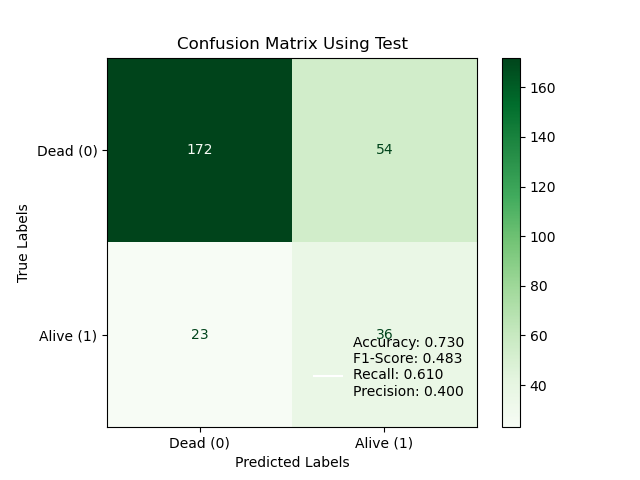 Confusion Matrix Using Test
True Labels
Dead (0)
172
54
Alive (1)
23
36
Accuracy: 0.730
F1-Score: 0.483
Recall: 0.610
Precision: 0.400
Dead (0)
Alive (1)
Predicted Labels
160
140
120
100
80
60
40